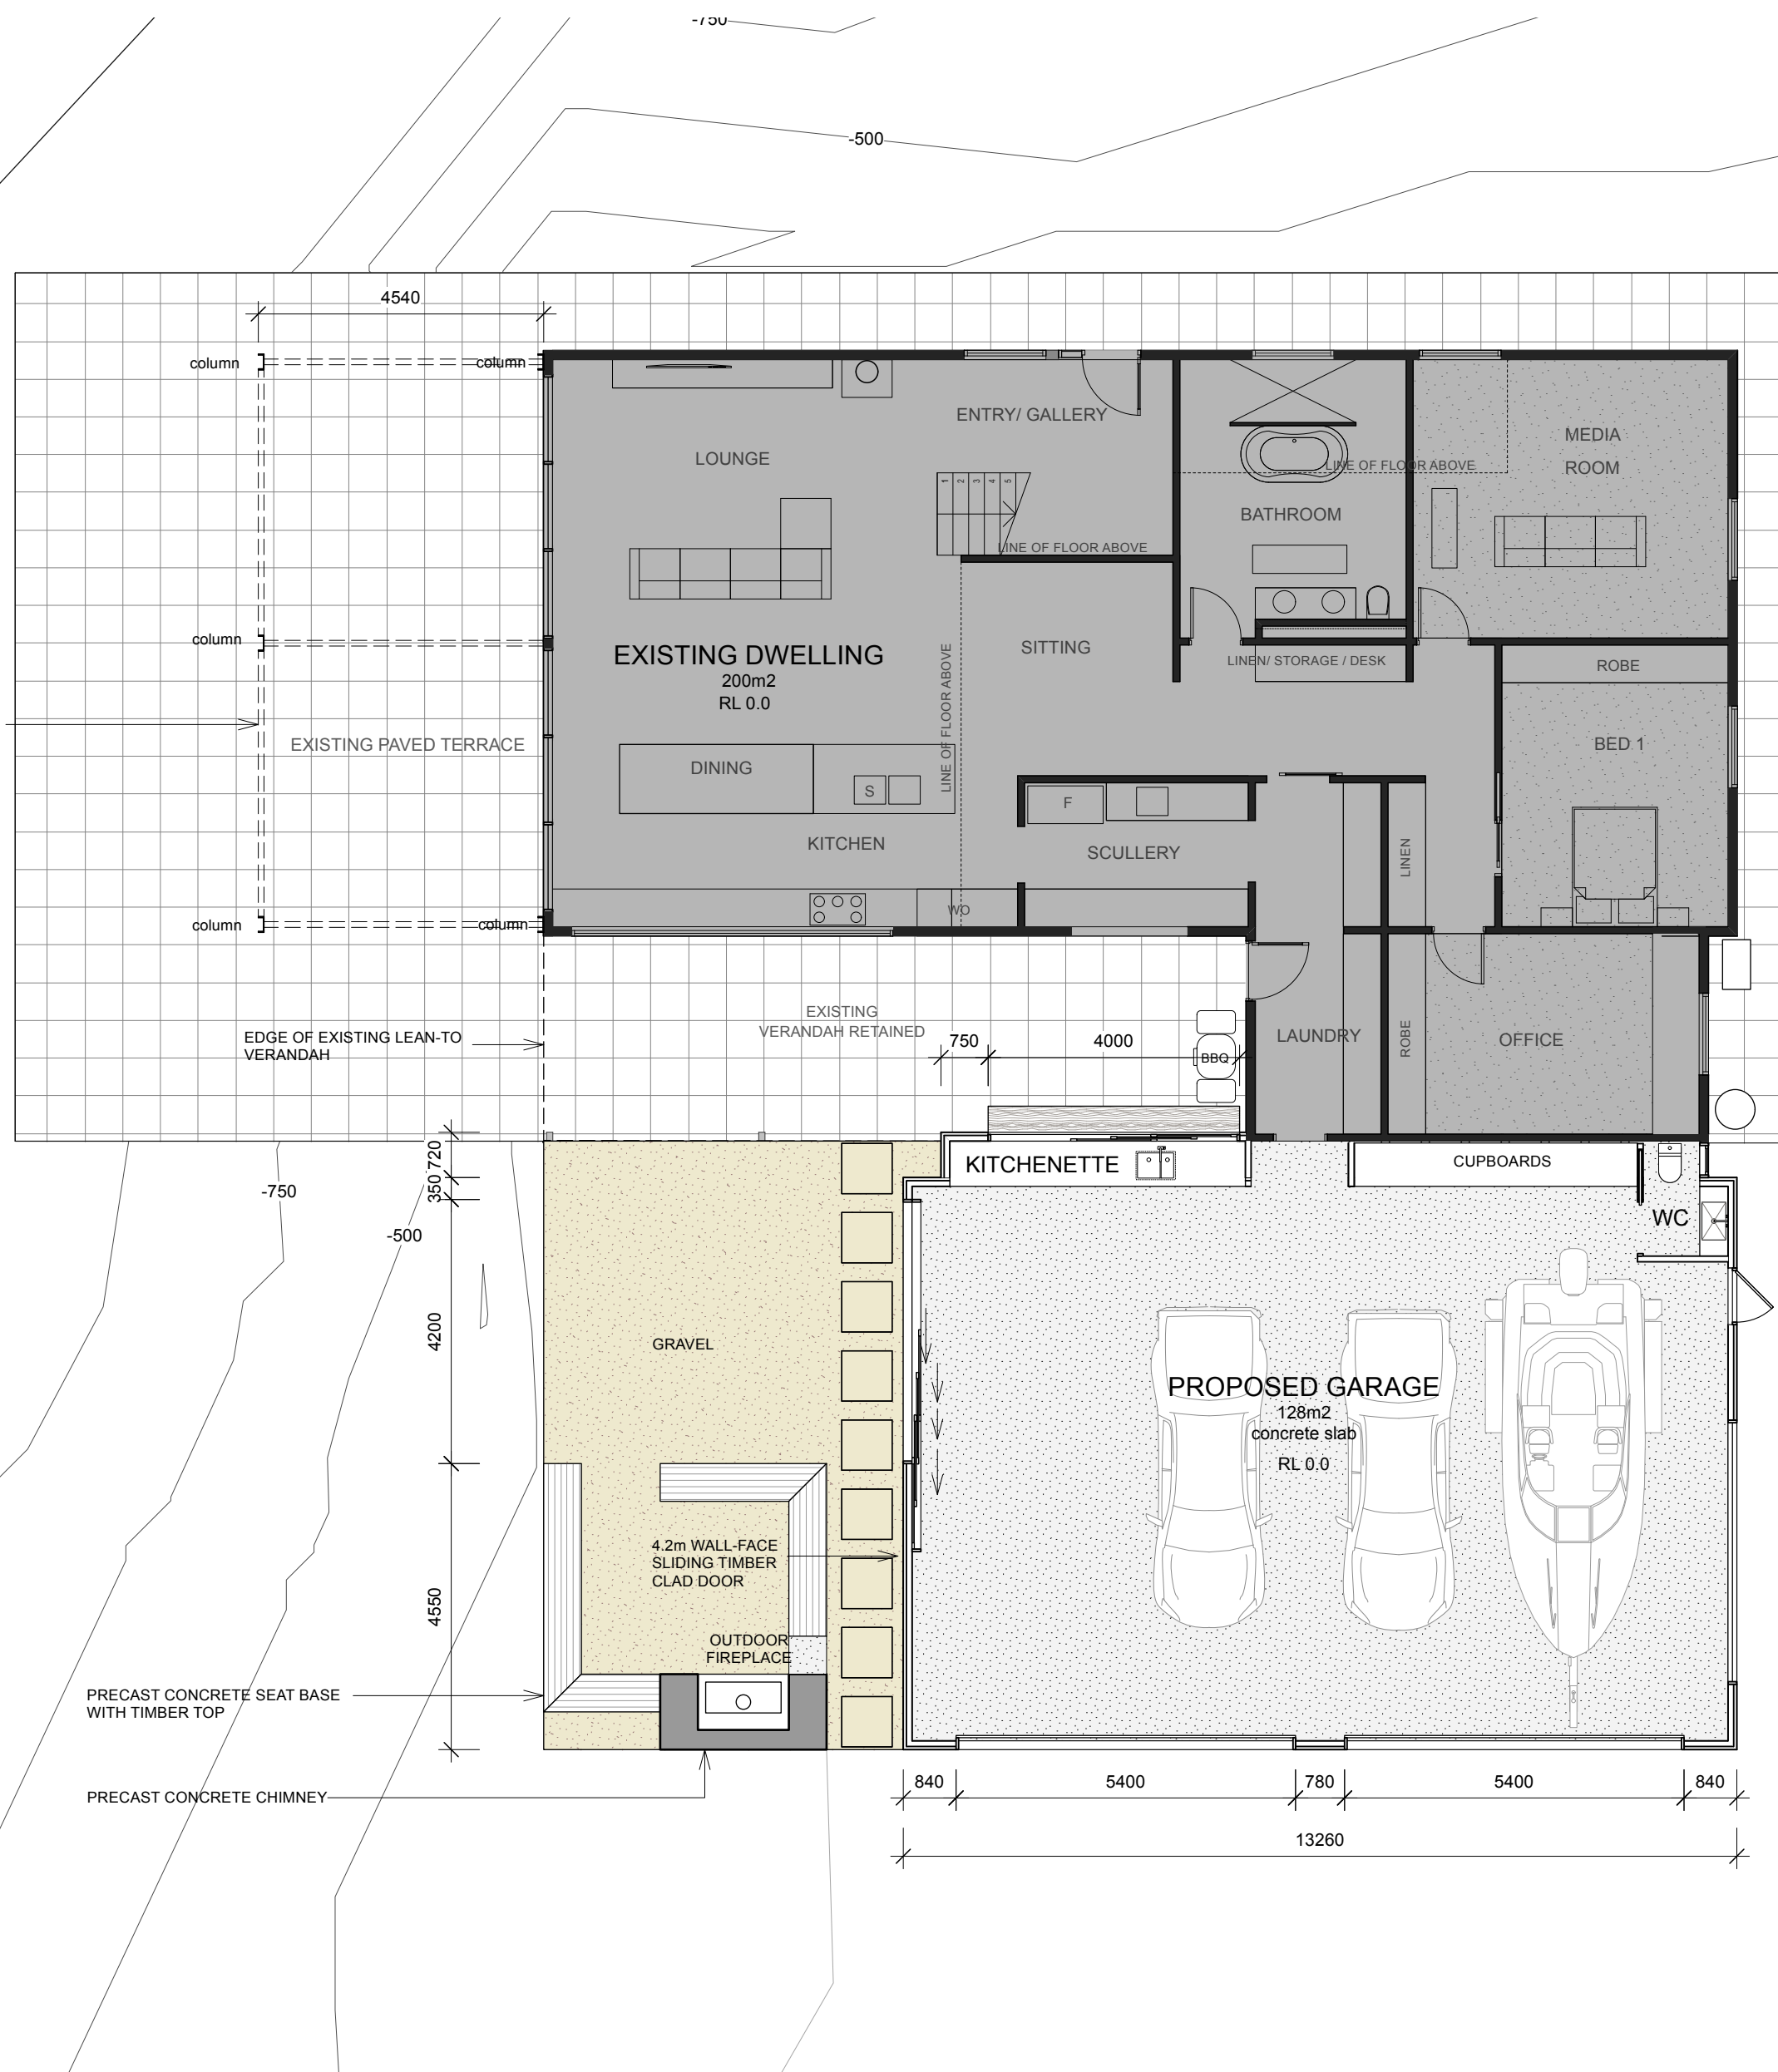 -750
-500
4540
column
column
ENTRY/ GALLERY
MEDIA
ROOM
LOUNGE
LINE OF FLOOR ABOVE
1 2 3 4 5
BATHROOM
LINE OF FLOOR ABOVE
column
SITTING
EXISTING DWELLING
200m2
RL 0.0
LINEN/ STORAGE / DESK
ROBE
LINE OF FLOOR ABOVE
EXISTING PAVED TERRACE
BED 1
DINING
S
F
KITCHEN
SCULLERY
LINEN
WO
column
column
EXISTING
VERANDAH RETAINED
EDGE OF EXISTING LEAN-TO
VERANDAH
750
4000
BBQ
LAUNDRY
ROBE
OFFICE
720
350
KITCHENETTE
CUPBOARDS
-750
WC
-500
4200
GRAVEL
PROPOSED GARAGE
128m2
concrete slab
RL 0.0
4.2m WALL-FACE
SLIDING TIMBER
CLAD DOOR
4550
OUTDOOR
FIREPLACE
PRECAST CONCRETE SEAT BASE
WITH TIMBER TOP
PRECAST CONCRETE CHIMNEY
840
5400
780
5400
840
13260